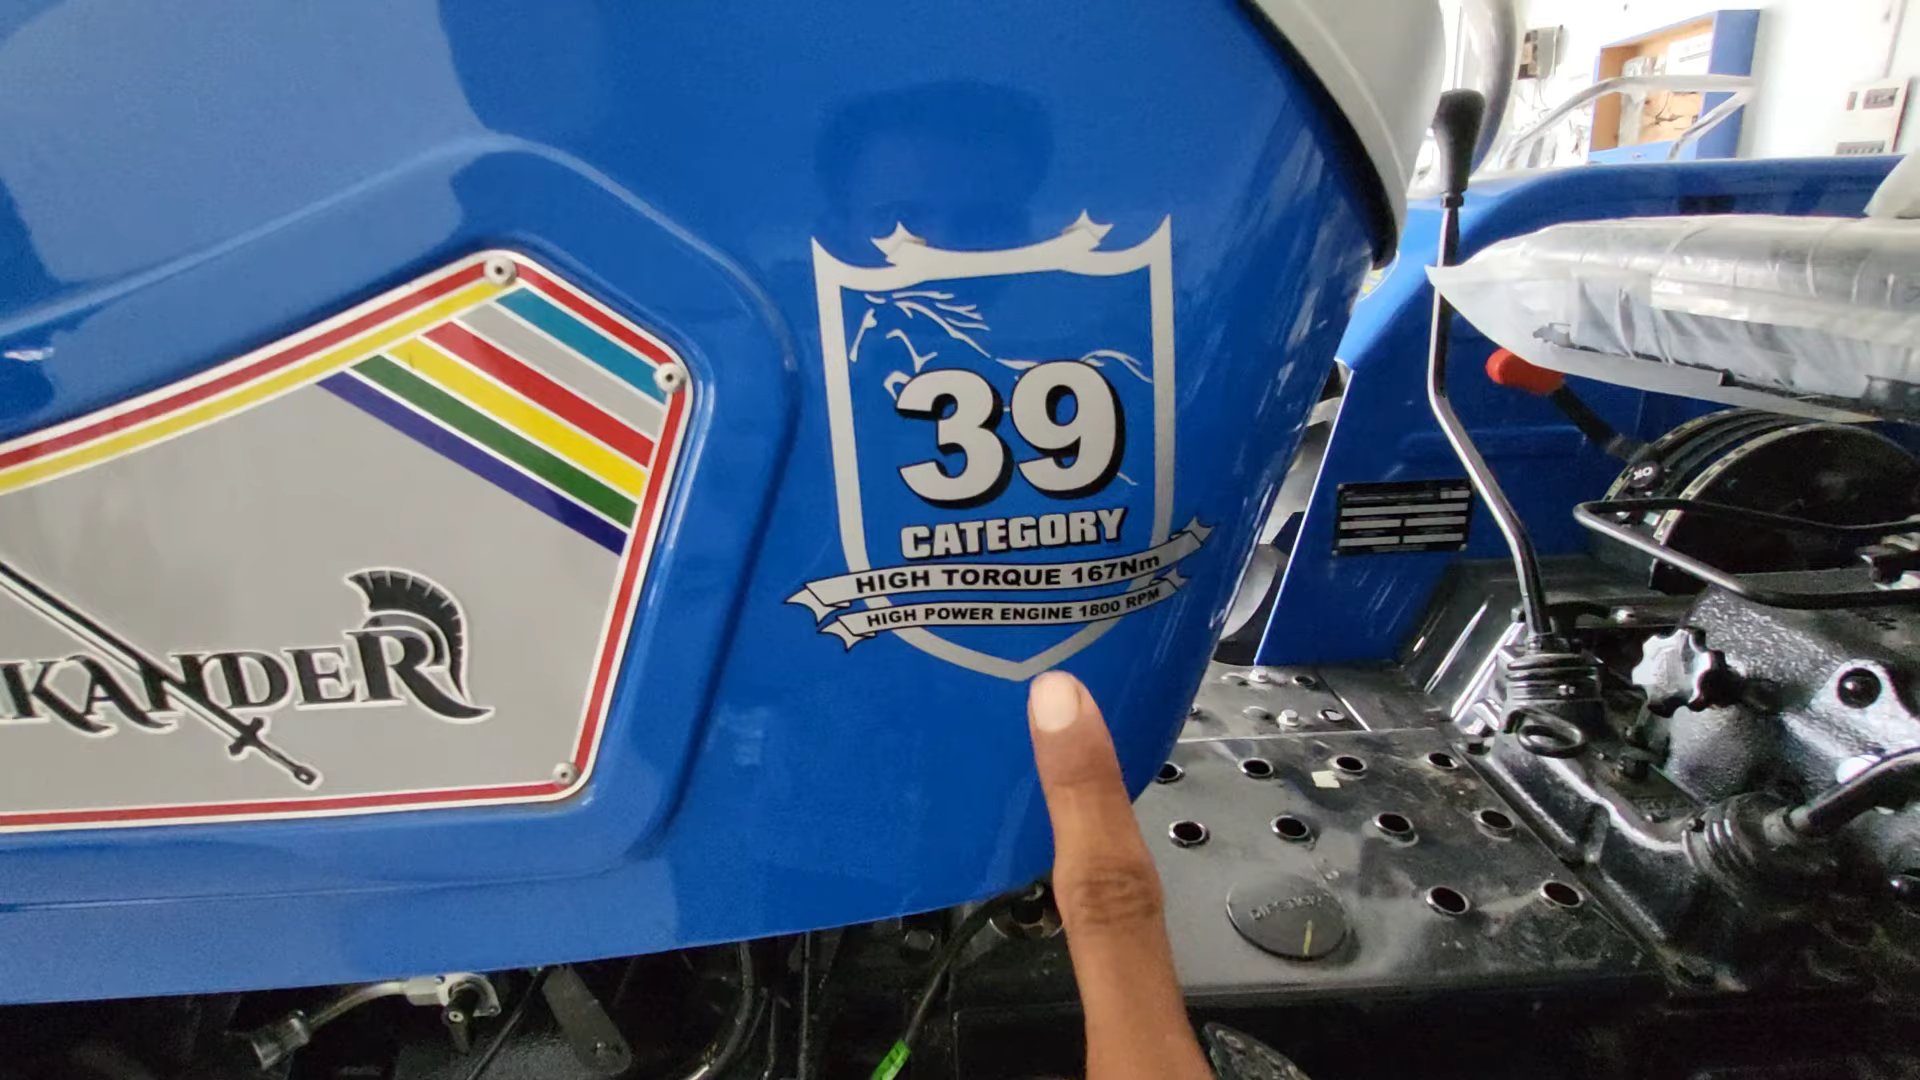 KANDER
39
CATEGORY
HIGH TORQUE 167Nm
HIGH POWER ENGINE 1800 RPM